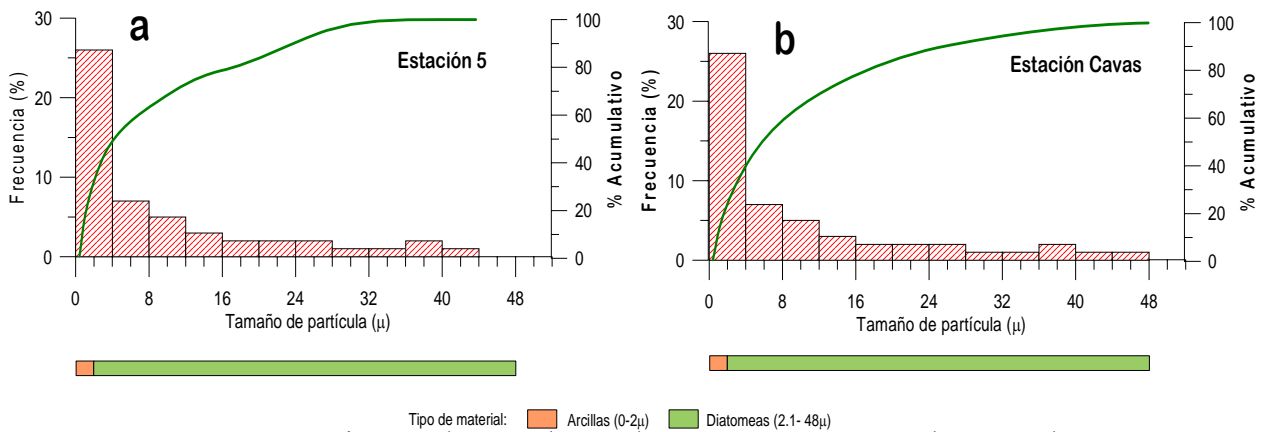 a
Estación 5
Frecuencia (%)
30
20
10
0
100
80
60
40
20
0
% Acumulativo
0 8 16 24 32 40 48
Tamaño de partícula (µ)
b
Estación Cavas
Frecuencia (%)
30
20
10
0
100
80
60
40
20
0
% Acumulativo
0 8 16 24 32 40 48
Tamaño de partícula (µ)
Tipo de material: Arcillas (0-2µ) Diatomeas (2.1- 48µ)